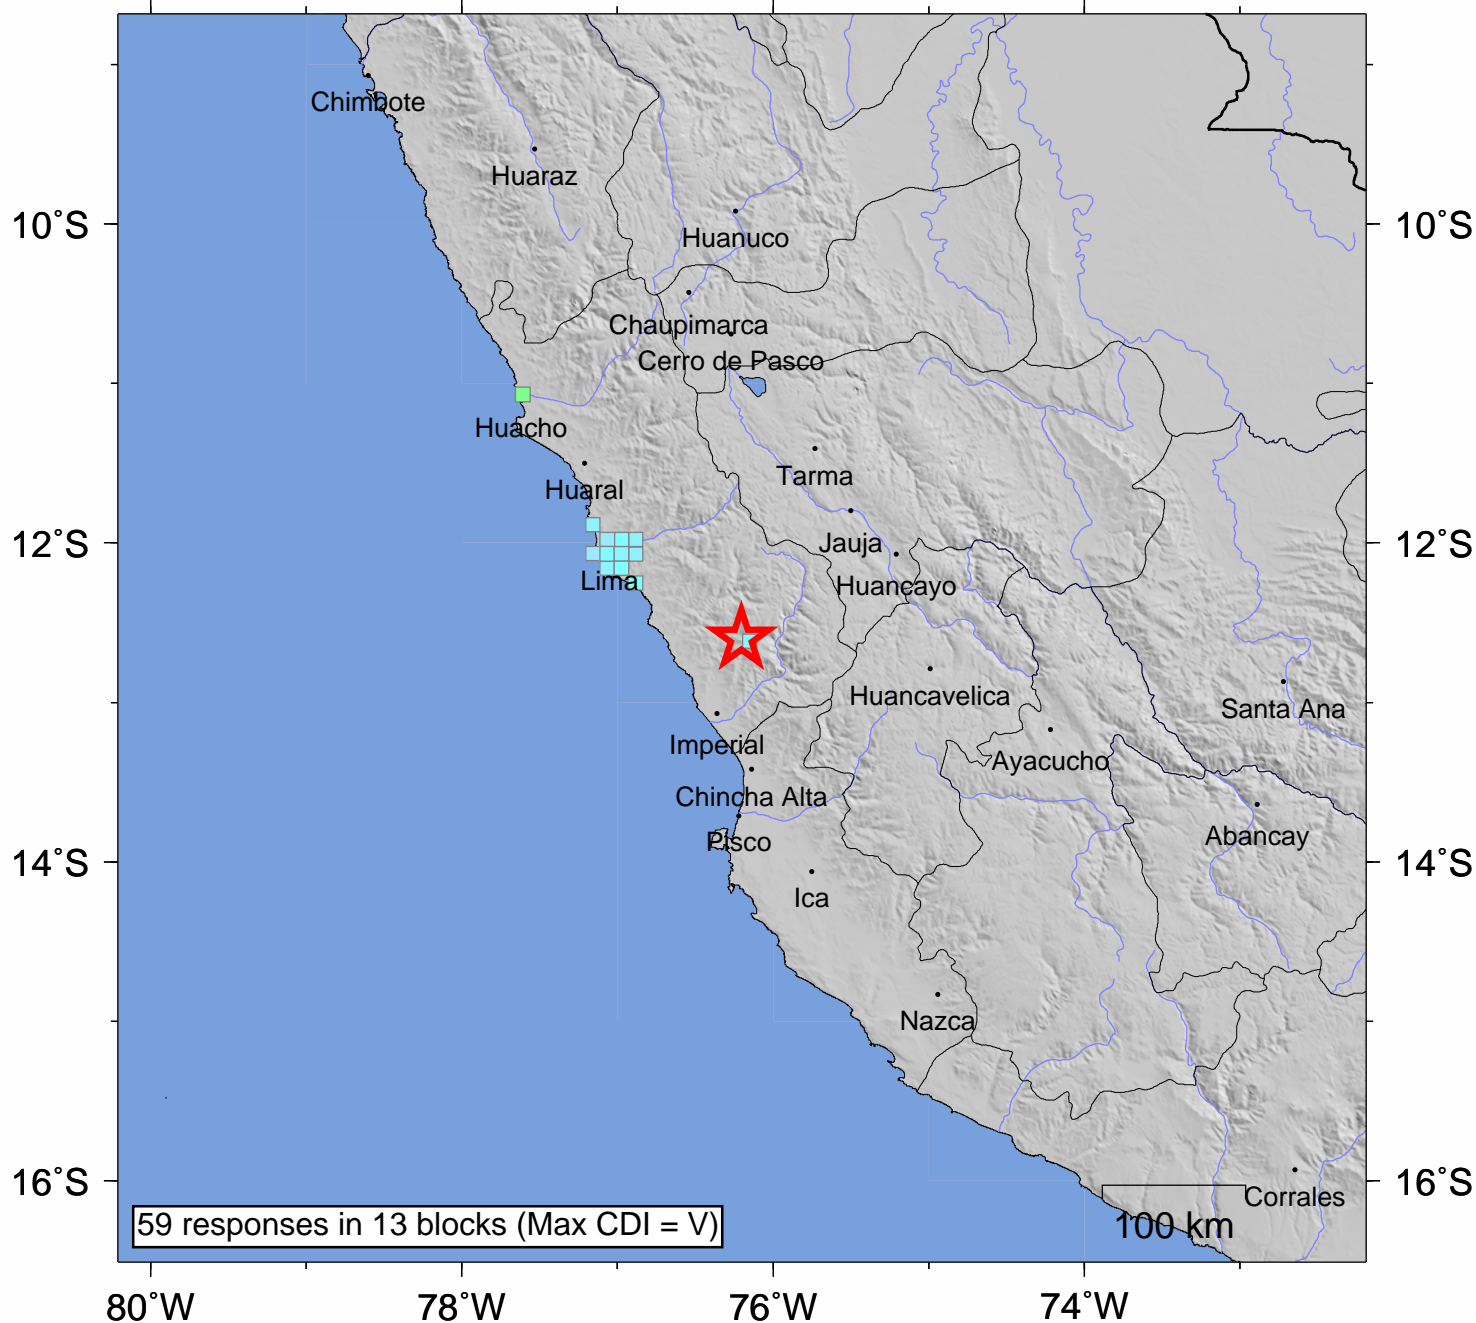 Chimbote
Huaraz
10°S
10°S
Huanuco
Chaupimarca
Cerro de Pasco
Huacho
Tarma
Huaral
12°S
Jauja
12°S
Lima
Huancayo
Huancavelica
Santa Ana
Imperial
Ayacucho
Chincha Alta
Abancay
Pisco
14°S
14°S
Ica
Nazca
16°S
16°S
Corrales
59 responses in 13 blocks (Max CDI = V)
100 km
80°W
78°W
76°W
74°W